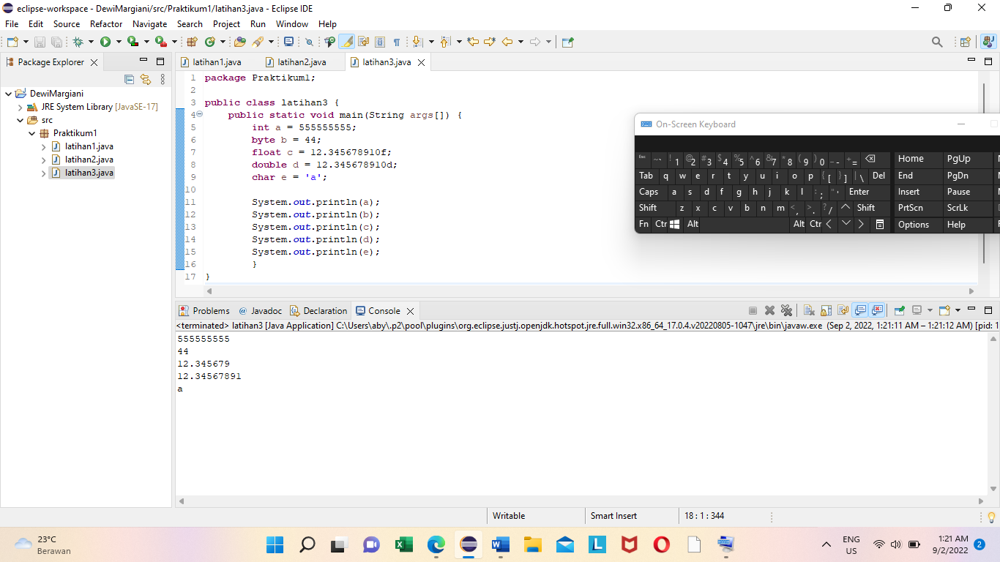 eclipse-workspace - DewiMargiani/src/Praktikum1/latihan3.java - Eclipse IDE
File Edit Source Refactor Navigate Search Project Run Window Help
Package Explorer
DewiMargiani
JRE System Library [JavaSE-17]
src
Praktikum1
latihan1.java
latihan2.java
latihan3.java
latihan1.java latihan2.java latihan3.java
1 package Praktikum1;
2
3 public class latihan3 {
4 public static void main(String args[]) {
5 int a = 555555555;
6 byte b = 44;
7 float c = 12.345678910f;
8 double d = 12.345678910d;
9 char e = 'a';
10
11 System.out.println(a);
12 System.out.println(b);
13 System.out.println(c);
14 System.out.println(d);
15 System.out.println(e);
16 }
17 }
On-Screen Keyboard
Esc ~ ` ! 1 @ 2 # 3 $ 4 % 5 ^ 6 & 7 * 8 ( 9 ) 0 _ - + = Home PgUp
Tab q w e r t y u i o p { [ } ] | \ Del End PgDn
Caps a s d f g h j k l : ; " ' Enter Insert Pause
Shift z x c v b n m < , > . ? / Shift PrtScn ScrLk
Fn Ctr Alt Alt Ctr Options Help
Problems @ Javadoc Declaration Console
<terminated> latihan3 [Java Application] C:\Users\aby\.p2\pool\plugins\org.eclipse.justj.openjdk.hotspot.jre.full.win32.x86_64_17.0.4.v20220805-1047\jre\bin\javaw.exe (Sep 2, 2022, 1:21:11 AM – 1:21:12 AM) [pid: 1
555555555
44
12.345679
12.34567891
a
Writable Smart Insert 18 : 1 : 344
23°C
Berawan
ENG
US
1:21 AM
9/2/2022
2